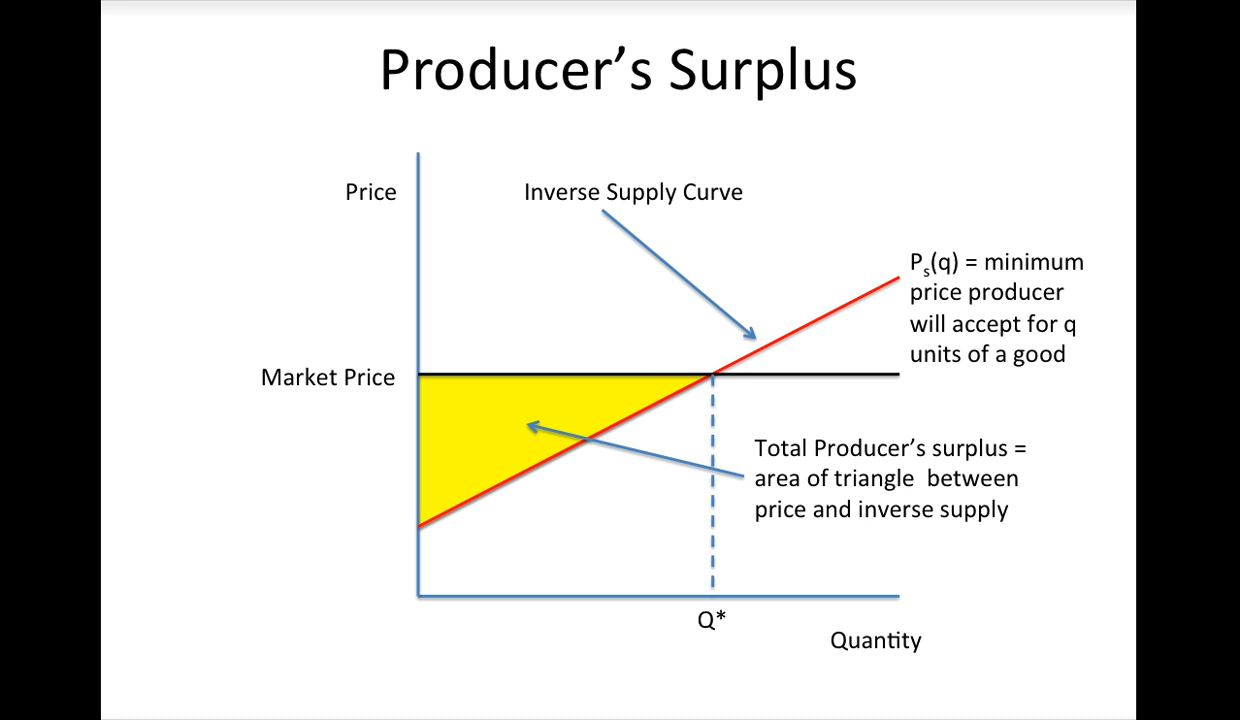 Producer’s Surplus
Price
Inverse Supply Curve
Ps(q) = minimum
price producer
will accept for q
units of a good
Market Price
Total Producer’s surplus =
area of triangle  between
price and inverse supply
Q*
Quantity